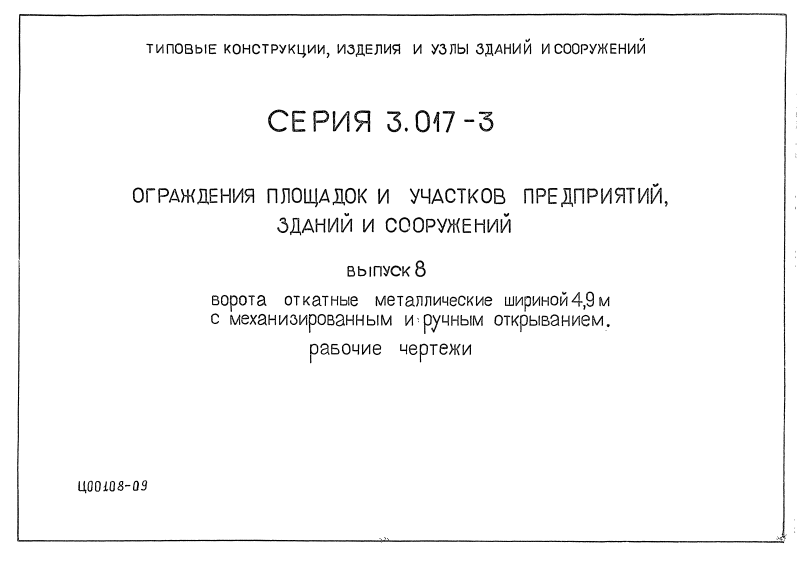 ТИПОВЫЕ КОНСТРУКЦИИ, ИЗДЕЛИЯ И УЗЛЫ ЗДАНИЙ И СООРУЖЕНИЙ
СЕРИЯ 3.017-3
ОГРАЖДЕНИЯ ПЛОЩАДОК И УЧАСТКОВ ПРЕДПРИЯТИЙ,
ЗДАНИЙ И СООРУЖЕНИЙ
ВЫПУСК 8
ворота откатные металлические шириной 4,9 м
с механизированным и ручным открыванием.
рабочие чертежи
Ц00108-09